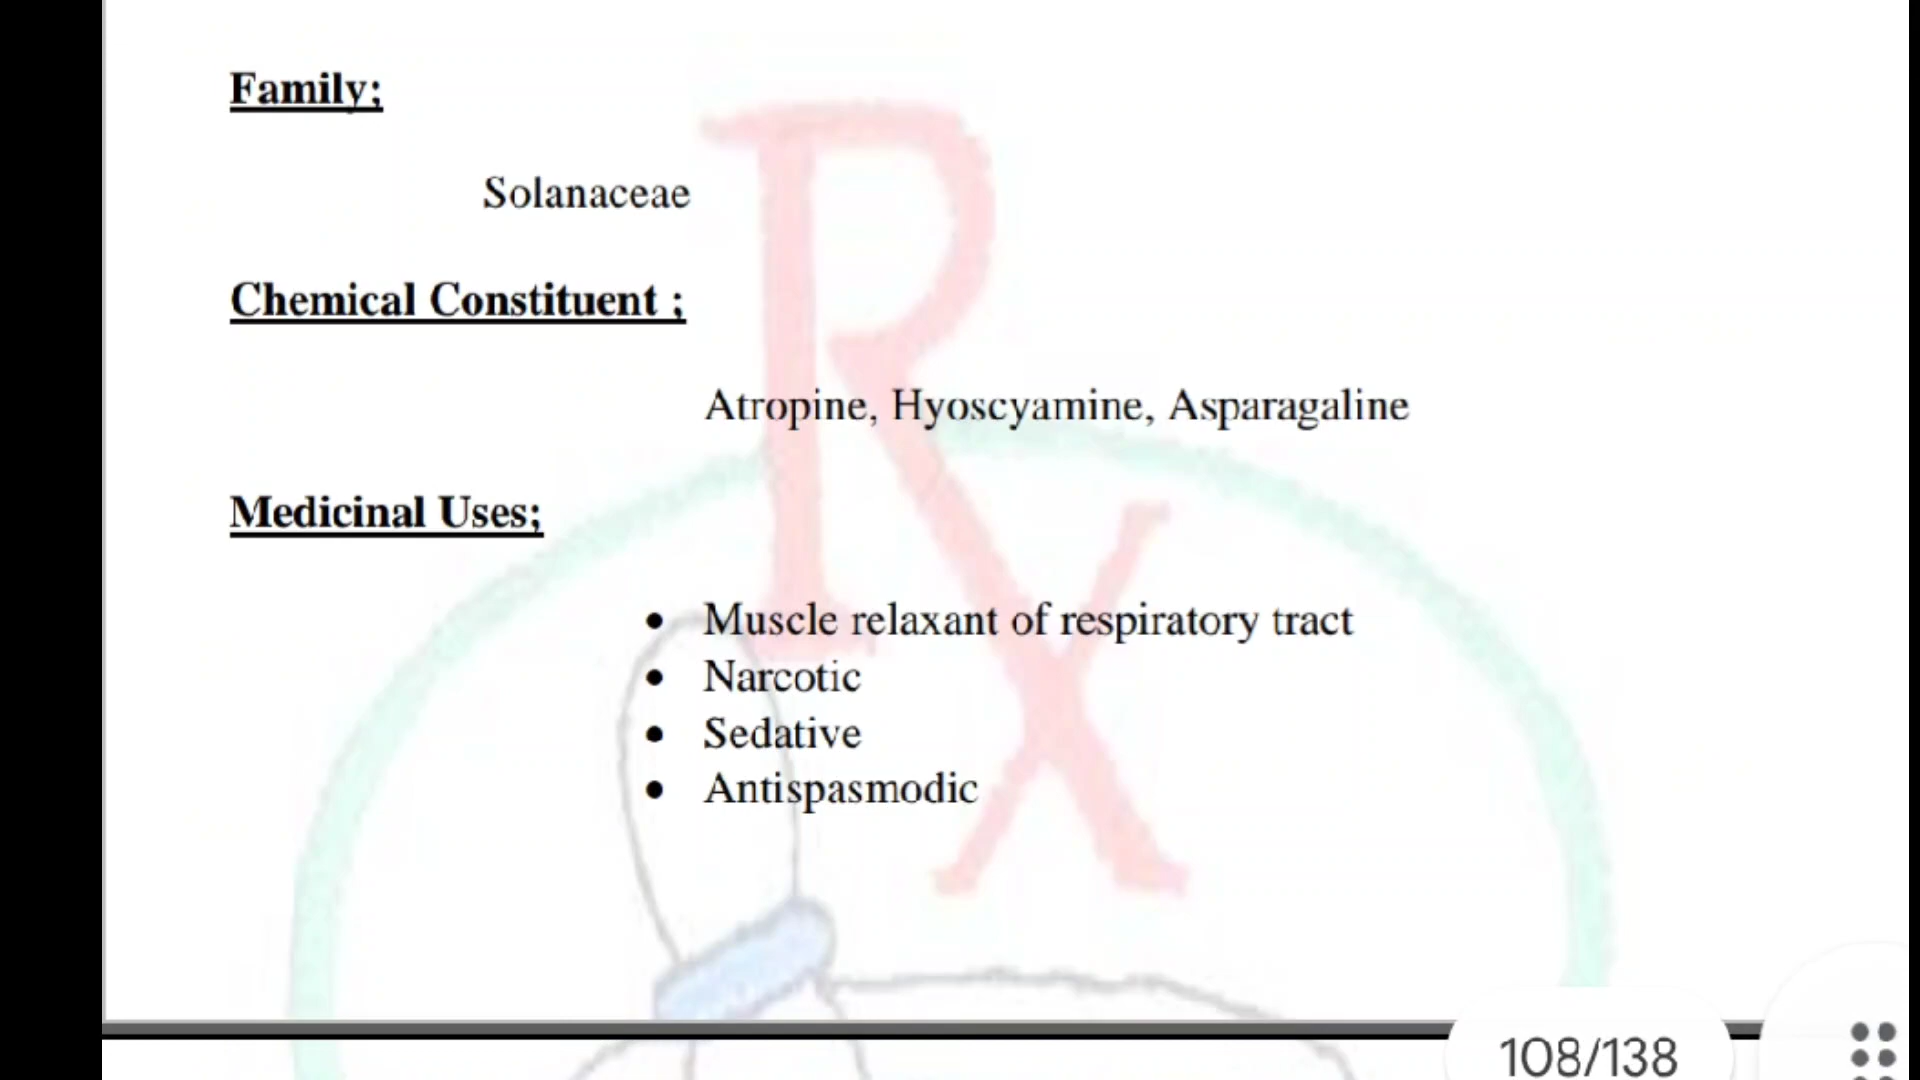 Family;
Solanaceae
Chemical Constituent ;
Atropine, Hyoscyamine, Asparagaline
Medicinal Uses;
• Muscle relaxant of respiratory tract
• Narcotic
• Sedative
• Antispasmodic
Rx
108/138